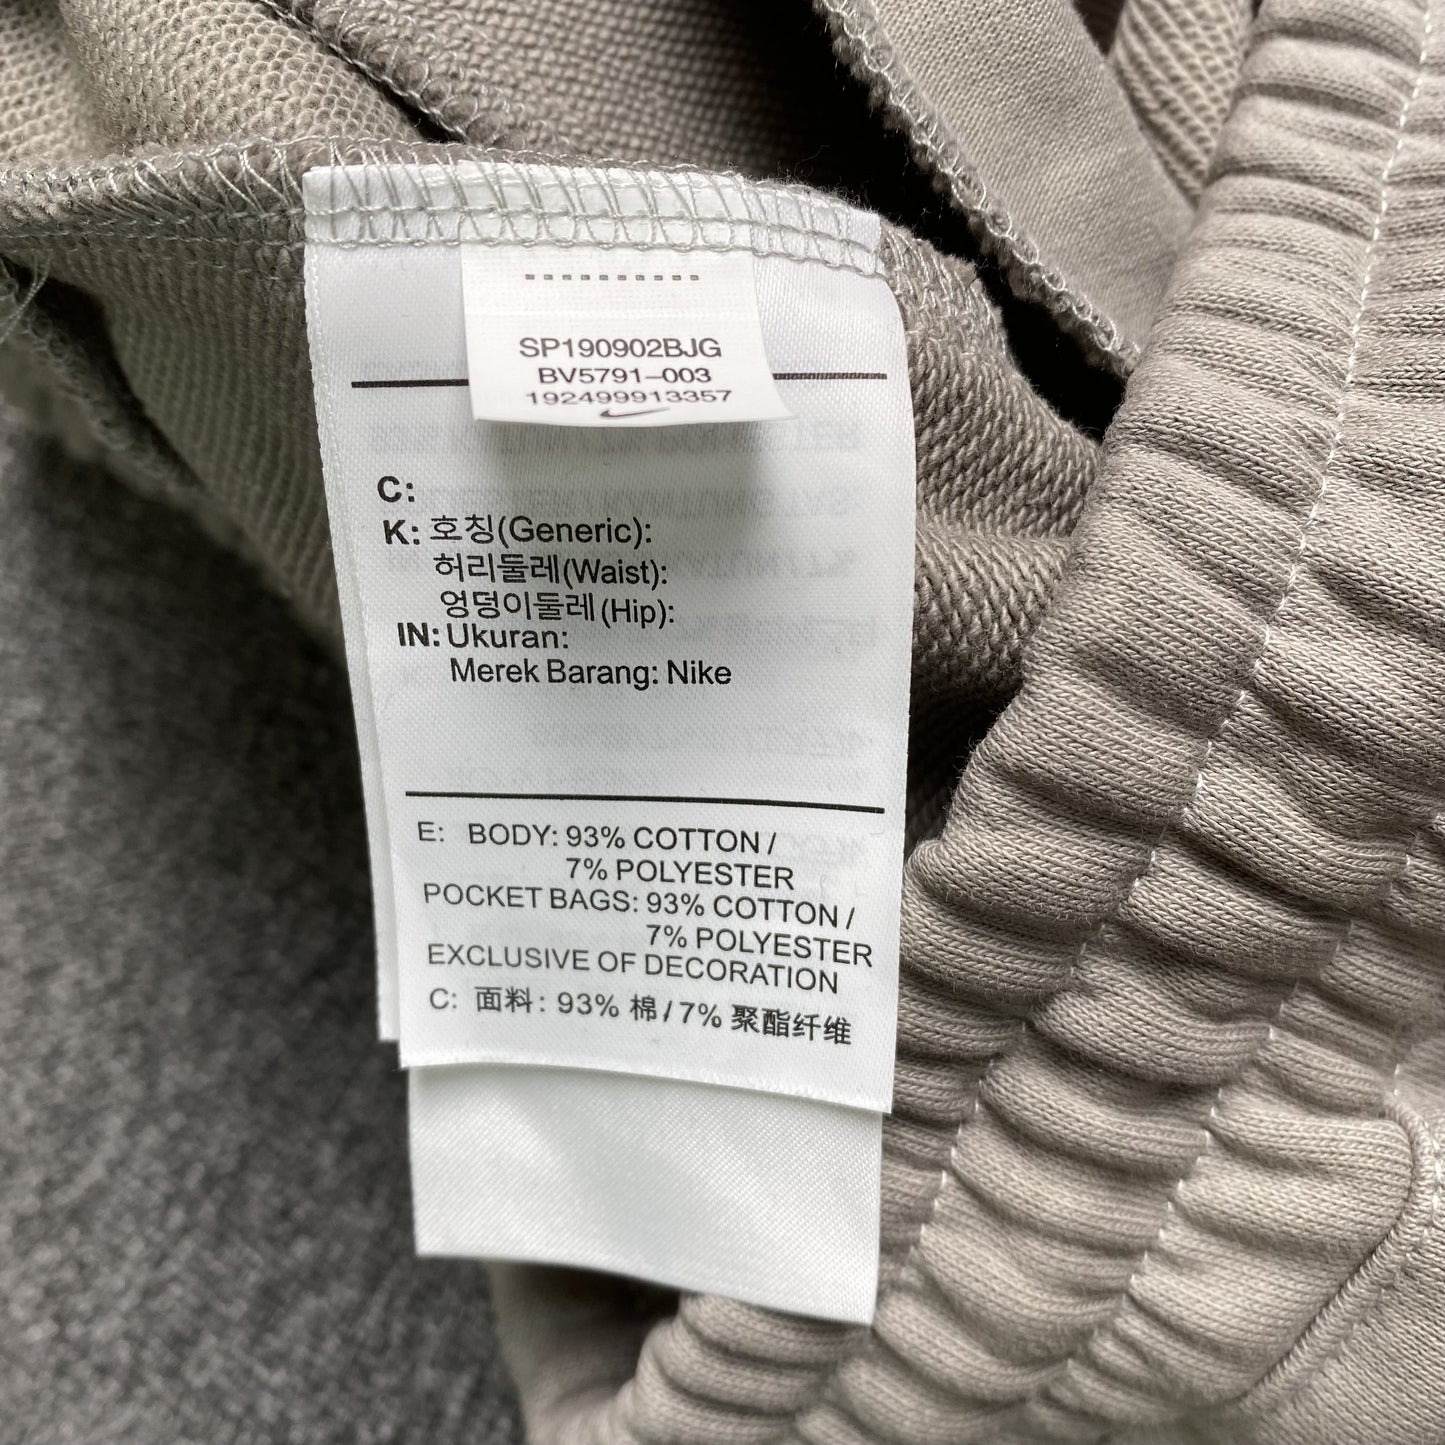 SP190902BJG
BV5791-003
192499913357
C:
K: 호칭(Generic):
허리둘레(Waist):
엉덩이둘레(Hip):
IN: Ukuran:
Merek Barang: Nike
E: BODY: 93% COTTON /
7% POLYESTER
POCKET BAGS: 93% COTTON /
7% POLYESTER
EXCLUSIVE OF DECORATION
C: 面料: 93% 棉 / 7% 聚酯纤维